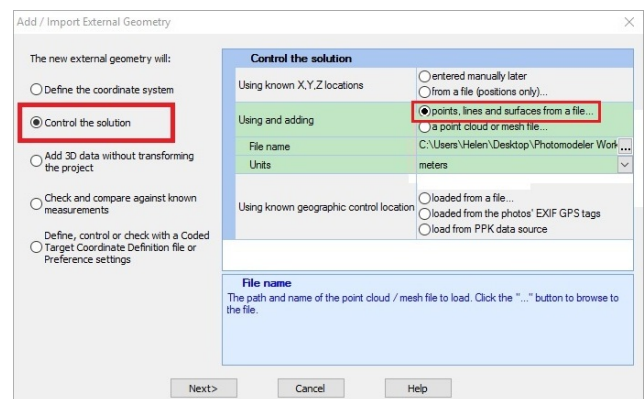 Add / Import External Geometry
The new external geometry will:
Define the coordinate system
Control the solution
Add 3D data without transforming
the project
Check and compare against known
measurements
Define, control or check with a Coded
Target Coordinate Definition file or
Preference settings
Control the solution
Using known X,Y,Z locations
entered manually later
from a file (positions only)...
Using and adding
points, lines and surfaces from a file...
a point cloud or mesh file...
File name
C:\Users\Helen\Desktop\Photomodeler Work
...
Units
meters
Using known geographic control location
loaded from a file...
loaded from the photos' EXIF GPS tags
load from PPK data source
File name
The path and name of the point cloud / mesh file to load. Click the "..." button to browse to
the file.
Next>
Cancel
Help